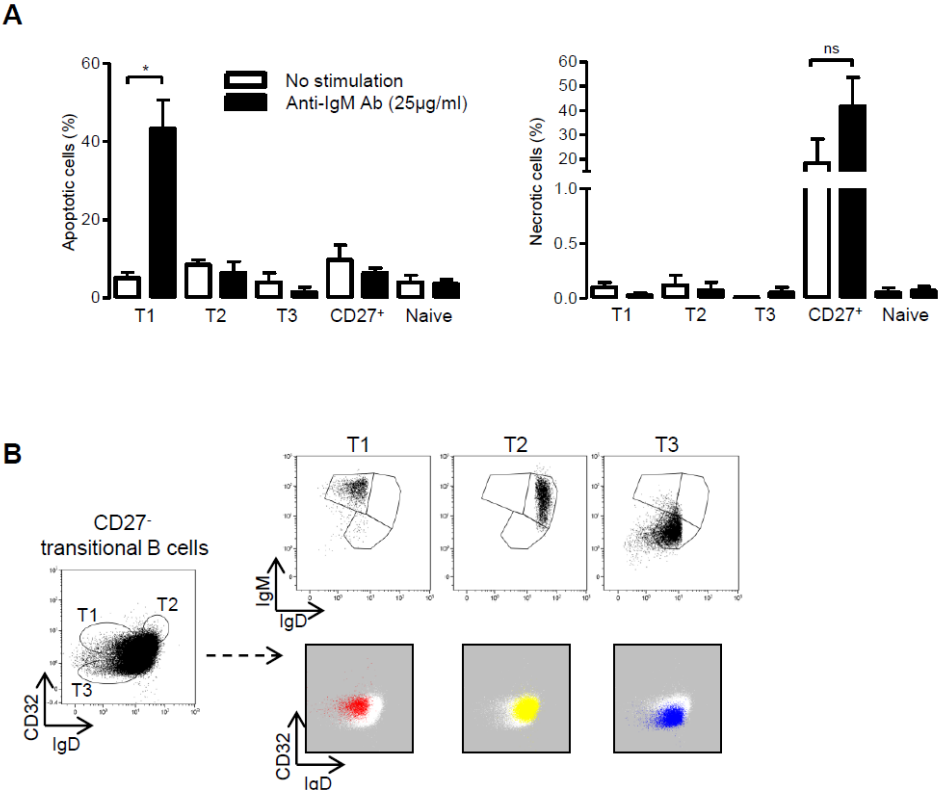 A
Apoptotic cells (%)
60
40
20
0
*
No stimulation
Anti-IgM Ab (25µg/ml)
T1
T2
T3
CD27+
Naive
Necrotic cells (%)
60
50
40
30
20
1.0
0.5
0.0
ns
T1
T2
T3
CD27+
Naive
B
CD27-
transitional B cells
T1
T2
T3
CD32
IgD
T1
T2
T3
IgM
IgD
CD32
IgD